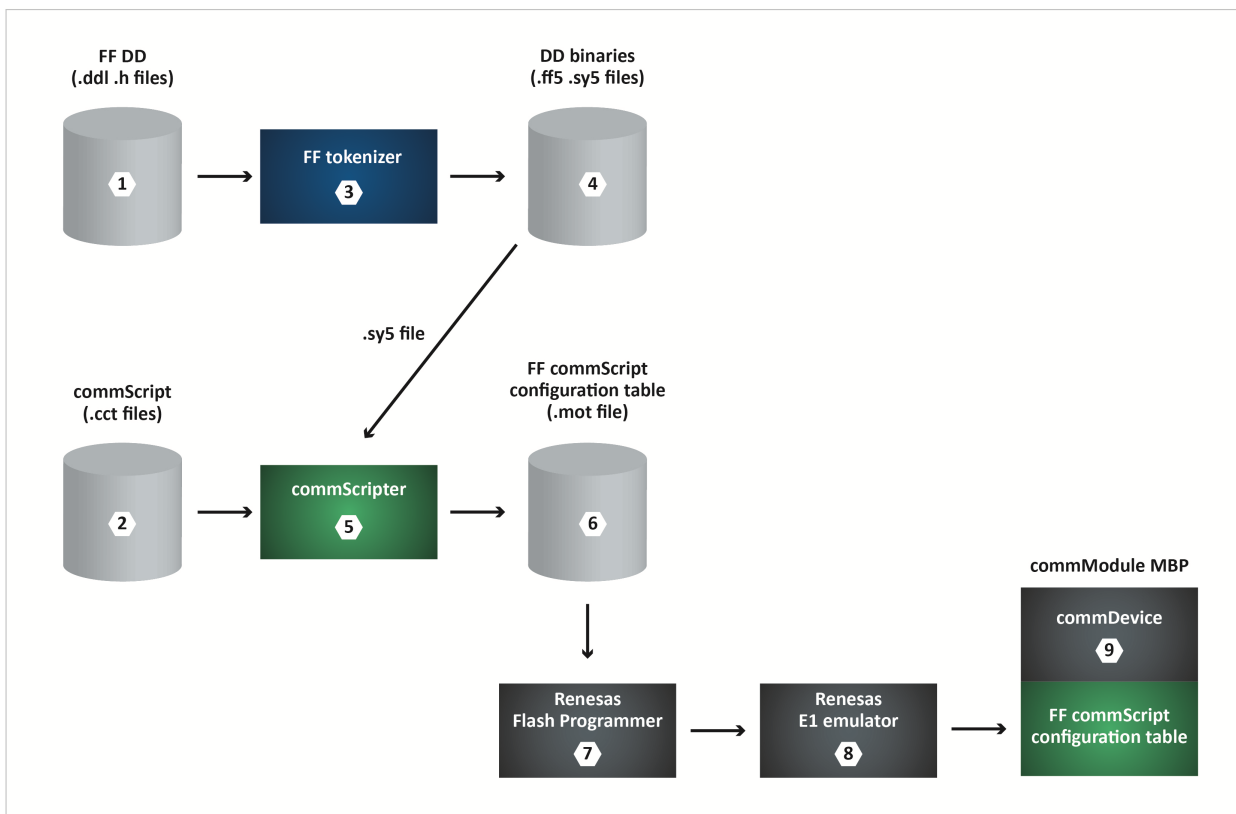 FF DD
(.ddl .h files)
1
FF tokenizer
3
DD binaries
(.ff5 .sy5 files)
4
.sy5 file
commScript
(.cct files)
2
commScripter
5
FF commScript
configuration table
(.mot file)
6
Renesas
Flash Programmer
7
Renesas
E1 emulator
8
commModule MBP
commDevice
9
FF commScript
configuration table